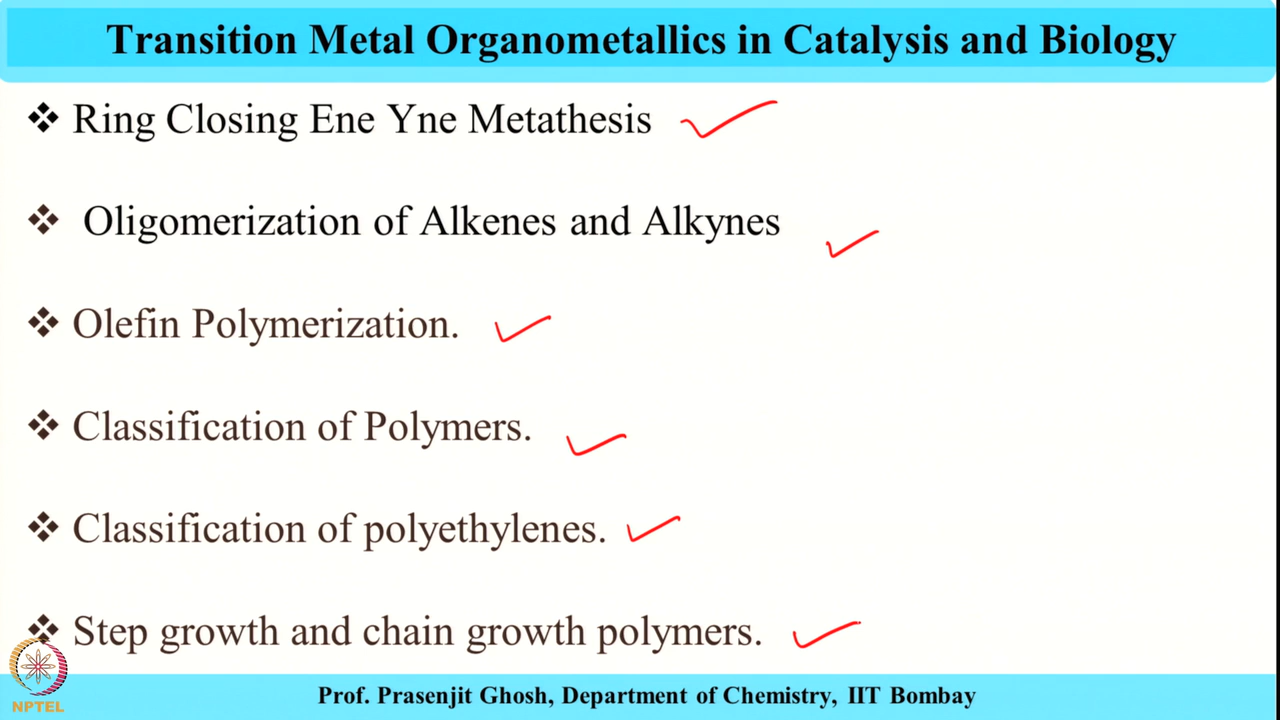 Transition Metal Organometallics in Catalysis and Biology
❖ Ring Closing Ene Yne Metathesis
❖ Oligomerization of Alkenes and Alkynes
❖ Olefin Polymerization.
❖ Classification of Polymers.
❖ Classification of polyethylenes.
❖ Step growth and chain growth polymers.
NPTEL
Prof. Prasenjit Ghosh, Department of Chemistry, IIT Bombay